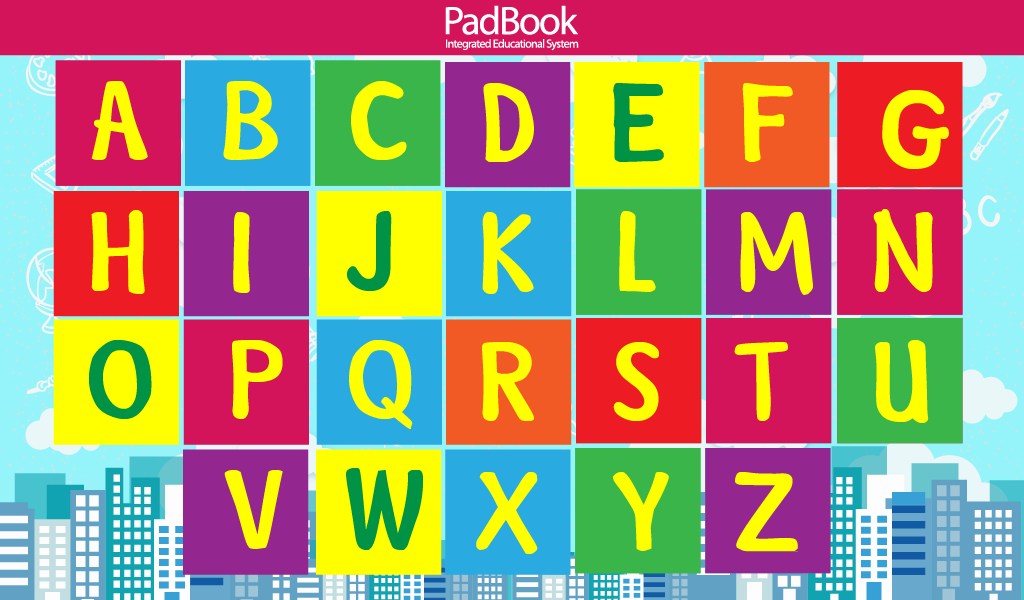 PadBook
Integrated Educational System
A B C D E F G
H I J K L M N
O P Q R S T U
V W X Y Z